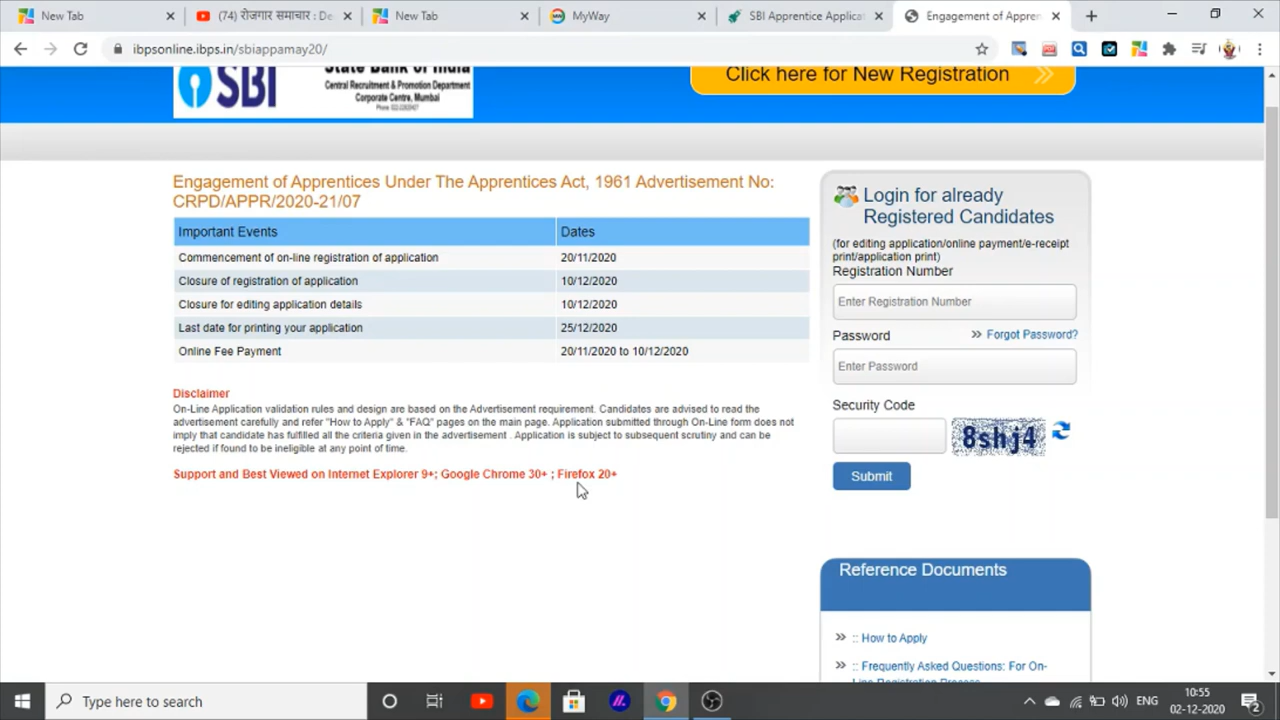 New Tab
(74) रोजगार समाचार : De
New Tab
MyWay
SBI Apprentice Applica
Engagement of Appren
ibpsonline.ibps.in/sbiappamay20/
SBI
State Bank of India
Central Recruitment & Promotion Department
Corporate Centre, Mumbai
Click here for New Registration
Engagement of Apprentices Under The Apprentices Act, 1961 Advertisement No:
CRPD/APPR/2020-21/07
Important Events Dates
Commencement of on-line registration of application 20/11/2020
Closure of registration of application 10/12/2020
Closure for editing application details 10/12/2020
Last date for printing your application 25/12/2020
Online Fee Payment 20/11/2020 to 10/12/2020
Disclaimer
On-Line Application validation rules and design are based on the Advertisement requirement. Candidates are advised to read the
advertisement carefully and refer "How to Apply" & "FAQ" pages on the main page. Application submitted through On-Line form does not
imply that candidate has fulfilled all the criteria given in the advertisement . Application is subject to subsequent scrutiny and can be
rejected if found to be ineligible at any point of time.
Support and Best Viewed on Internet Explorer 9+; Google Chrome 30+ ; Firefox 20+
Login for already
Registered Candidates
(for editing application/online payment/e-receipt
print/application print)
Registration Number
Enter Registration Number
Password
Forgot Password?
Enter Password
Security Code
8shj4
Submit
Reference Documents
:: How to Apply
:: Frequently Asked Questions: For On-
Line Registration Process
Type here to search
ENG
10:55
02-12-2020
2